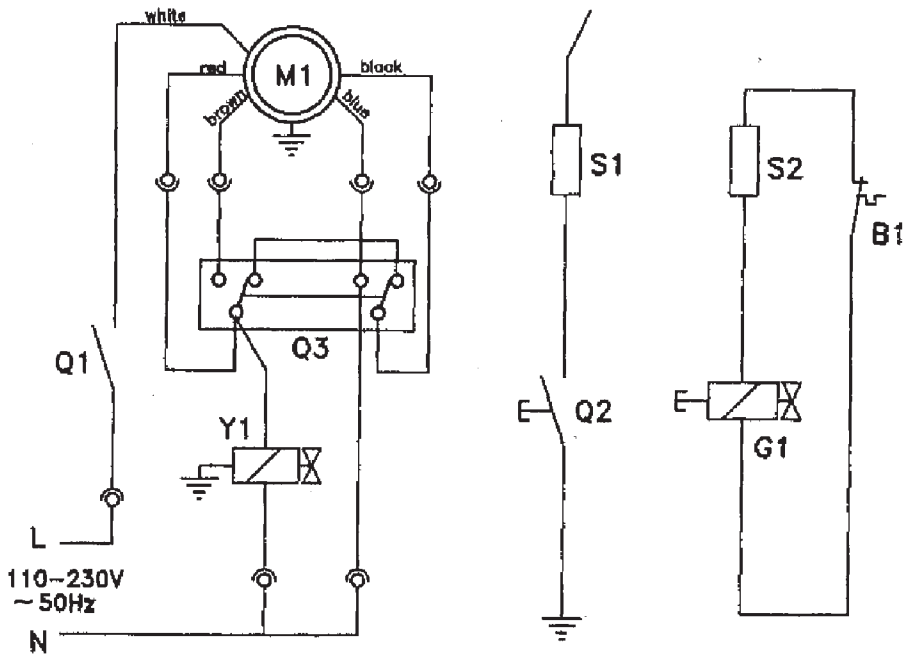 white
red
M1
black
brown
blue
S1
S2
B1
Q3
Q1
Q2
Y1
G1
L
110-230V
~50Hz
N